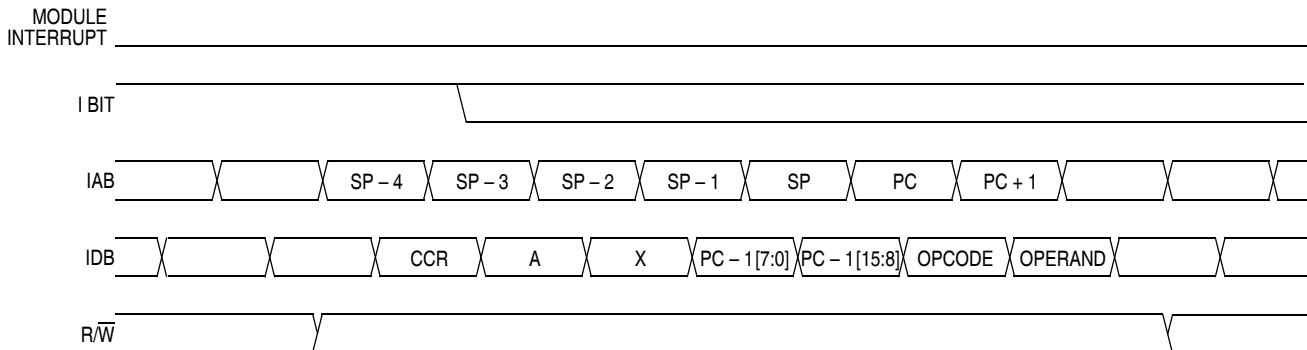 MODULE
INTERRUPT
I BIT
IAB SP – 4 SP – 3 SP – 2 SP – 1 SP PC PC + 1
IDB CCR A X PC – 1 [7:0] PC – 1 [15:8] OPCODE OPERAND
R/W̅